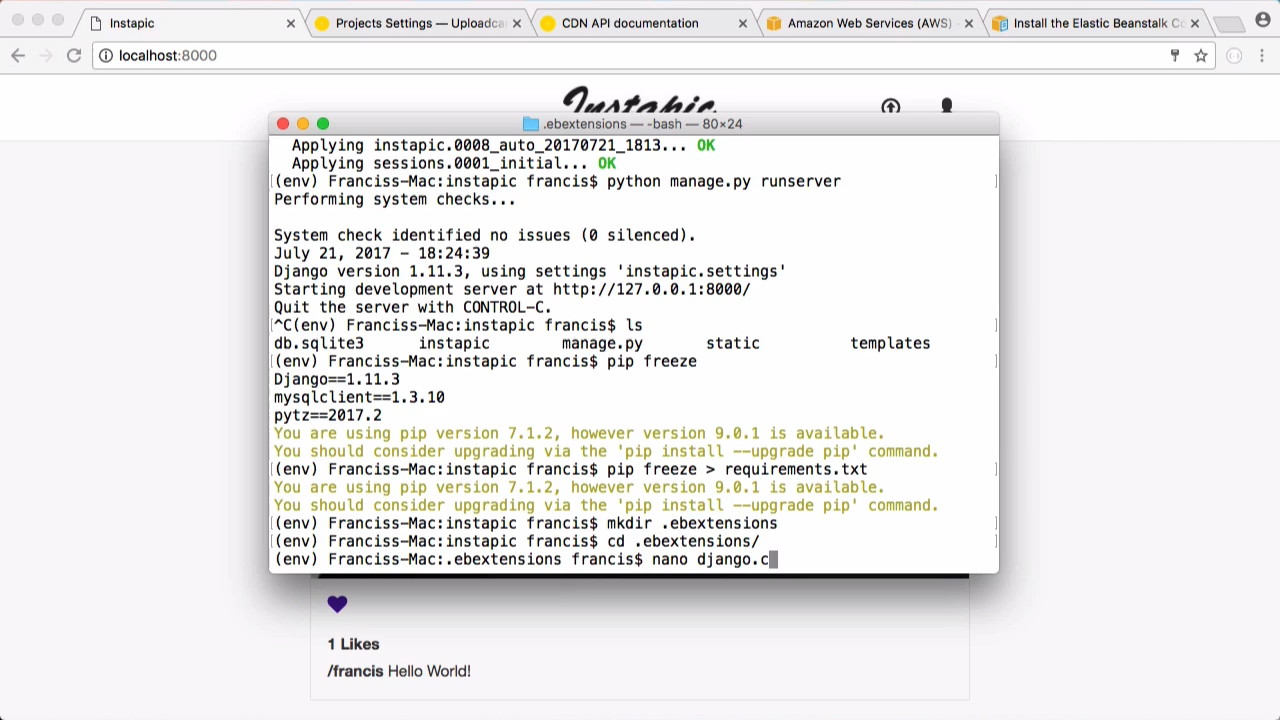 Instapic
Projects Settings — Uploadca
CDN API documentation
Amazon Web Services (AWS) -
Install the Elastic Beanstalk Co
localhost:8000
Instapic
.ebextensions — -bash — 80×24
Applying instapic.0008_auto_20170721_1813... OK
Applying sessions.0001_initial... OK
[(env) Franciss-Mac:instapic francis$ python manage.py runserver ]
Performing system checks...
System check identified no issues (0 silenced).
July 21, 2017 - 18:24:39
Django version 1.11.3, using settings 'instapic.settings'
Starting development server at http://127.0.0.1:8000/
Quit the server with CONTROL-C.
[^C(env) Franciss-Mac:instapic francis$ ls ]
db.sqlite3 instapic manage.py static templates
[(env) Franciss-Mac:instapic francis$ pip freeze ]
Django==1.11.3
mysqlclient==1.3.10
pytz==2017.2
You are using pip version 7.1.2, however version 9.0.1 is available.
You should consider upgrading via the 'pip install --upgrade pip' command.
[(env) Franciss-Mac:instapic francis$ pip freeze > requirements.txt ]
You are using pip version 7.1.2, however version 9.0.1 is available.
You should consider upgrading via the 'pip install --upgrade pip' command.
[(env) Franciss-Mac:instapic francis$ mkdir .ebextensions ]
[(env) Franciss-Mac:instapic francis$ cd .ebextensions/ ]
(env) Franciss-Mac:.ebextensions francis$ nano django.c
1 Likes
/francis Hello World!